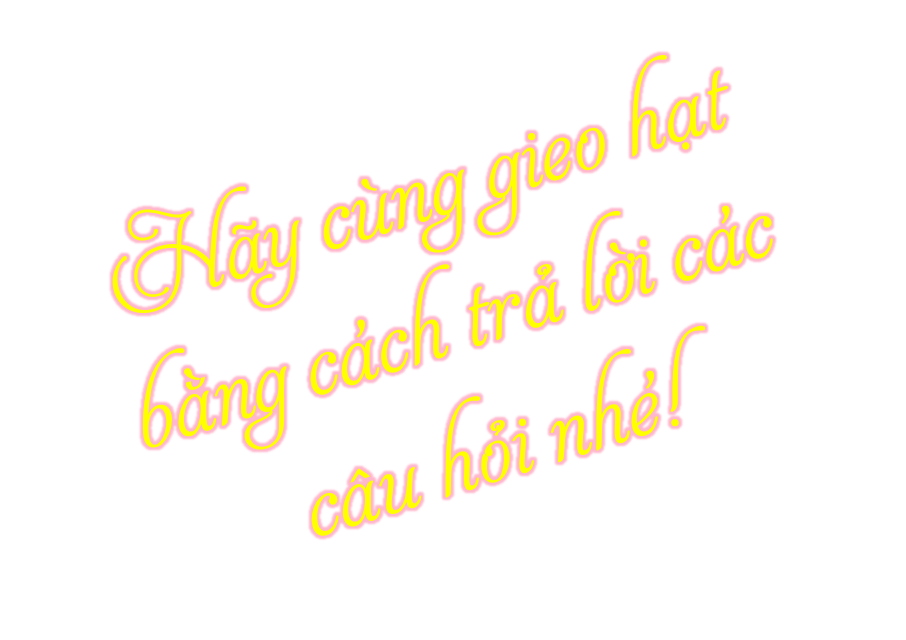 Hãy cùng gieo hạt
bằng cách trả lời các
câu hỏi nhé!